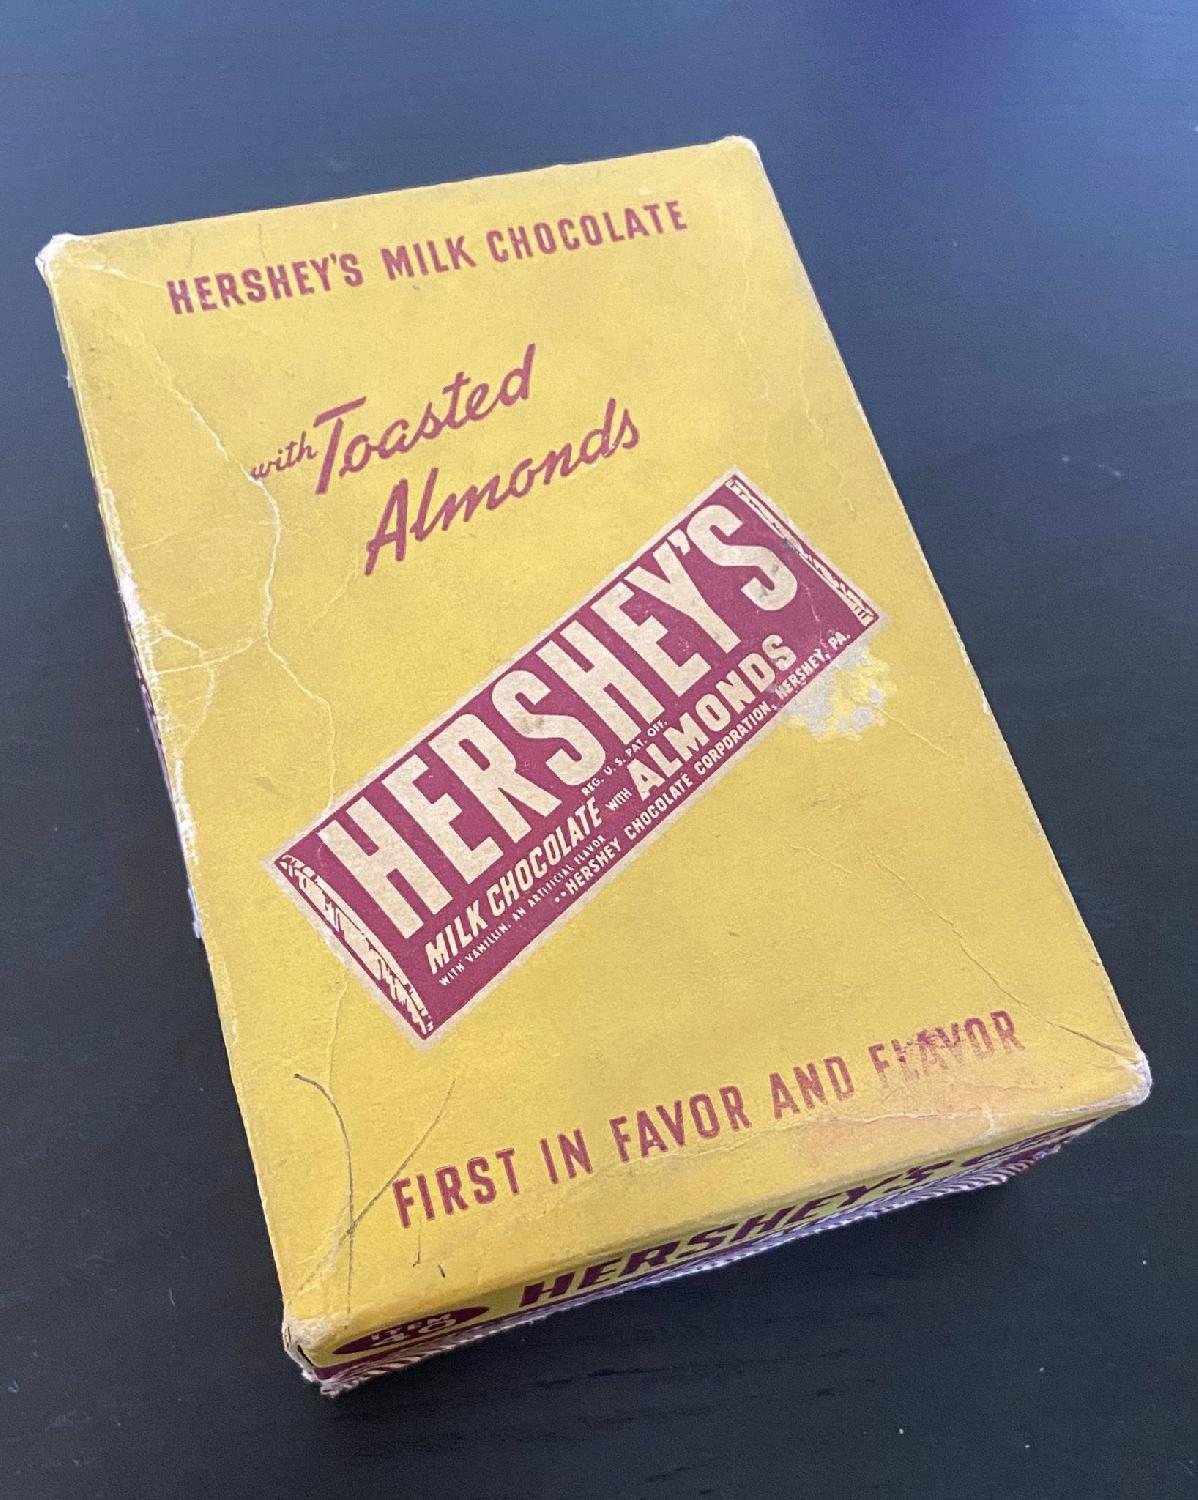 HERSHEY'S MILK CHOCOLATE
with Toasted
Almonds
HERSHEY'S
REG. U.S. PAT. OFF.
MILK CHOCOLATE WITH ALMONDS
WITH VANILLIN, AN ARTIFICIAL FLAVOR
HERSHEY CHOCOLATE CORPORATION, HERSHEY, PA.
FIRST IN FAVOR AND FLAVOR
HERSHEY'S
ITEM